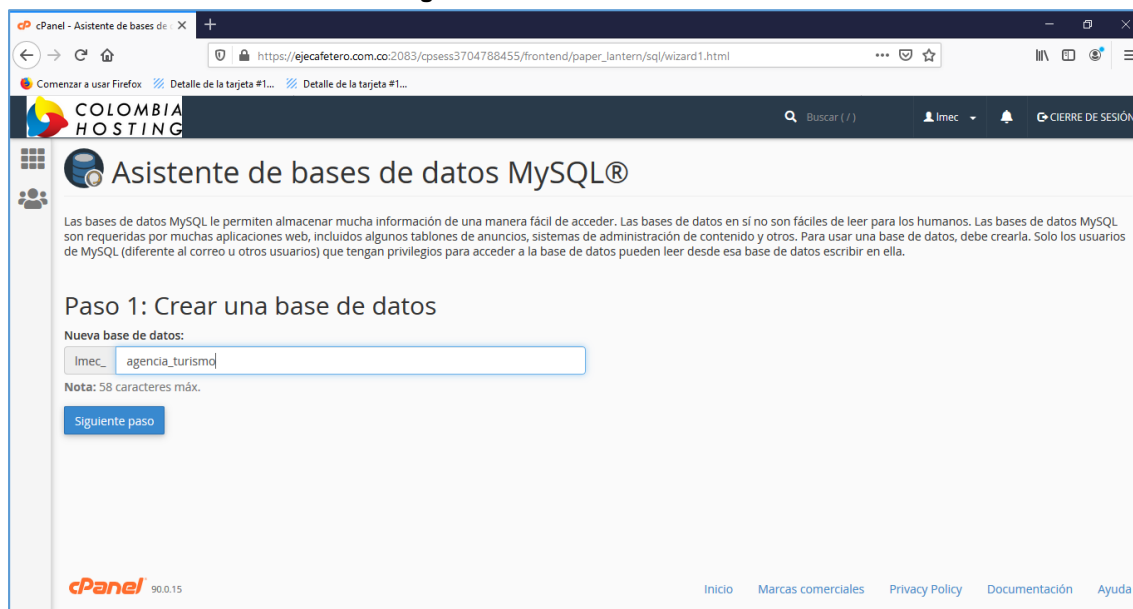 cPanel - Asistente de bases de
https://ejecafetero.com.co:2083/cpsess3704788455/frontend/paper_lantern/sql/wizard1.html
Comenzar a usar Firefox Detalle de la tarjeta #1... Detalle de la tarjeta #1...
COLOMBIA
HOSTING
Buscar ( / ) lmec CIERRE DE SESIÓN
Asistente de bases de datos MySQL®
Las bases de datos MySQL le permiten almacenar mucha información de una manera fácil de acceder. Las bases de datos en sí no son fáciles de leer para los humanos. Las bases de datos MySQL
son requeridas por muchas aplicaciones web, incluidos algunos tablones de anuncios, sistemas de administración de contenido y otros. Para usar una base de datos, debe crearla. Solo los usuarios
de MySQL (diferente al correo u otros usuarios) que tengan privilegios para acceder a la base de datos pueden leer desde esa base de datos escribir en ella.
Paso 1: Crear una base de datos
Nueva base de datos:
lmec_ agencia_turismo
Nota: 58 caracteres máx.
Siguiente paso
cPanel 90.0.15 Inicio Marcas comerciales Privacy Policy Documentación Ayuda